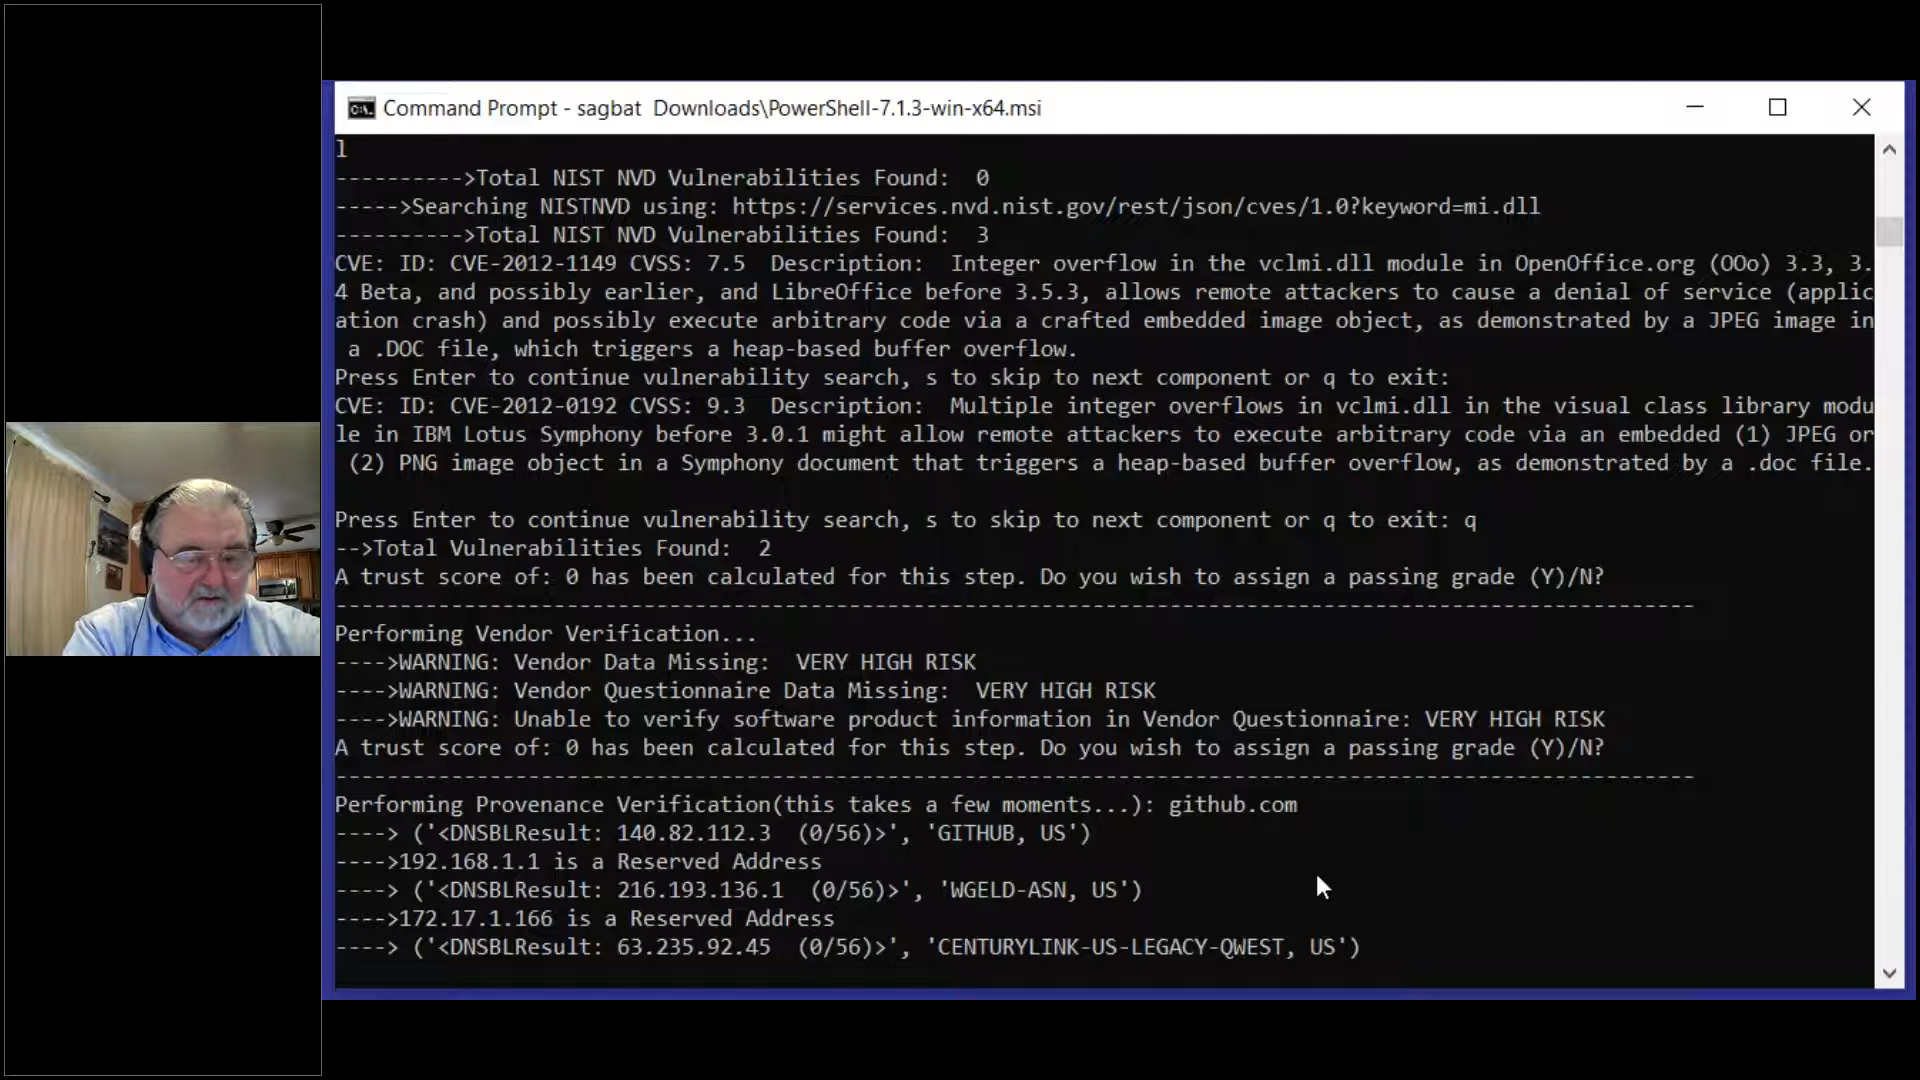 Command Prompt - sagbat  Downloads\PowerShell-7.1.3-win-x64.msi
l
---------->Total NIST NVD Vulnerabilities Found:  0
----->Searching NISTNVD using: https://services.nvd.nist.gov/rest/json/cves/1.0?keyword=mi.dll
---------->Total NIST NVD Vulnerabilities Found:  3
CVE: ID: CVE-2012-1149 CVSS: 7.5  Description:  Integer overflow in the vclmi.dll module in OpenOffice.org (OOo) 3.3, 3.
4 Beta, and possibly earlier, and LibreOffice before 3.5.3, allows remote attackers to cause a denial of service (applic
ation crash) and possibly execute arbitrary code via a crafted embedded image object, as demonstrated by a JPEG image in
 a .DOC file, which triggers a heap-based buffer overflow.
Press Enter to continue vulnerability search, s to skip to next component or q to exit:
CVE: ID: CVE-2012-0192 CVSS: 9.3  Description:  Multiple integer overflows in vclmi.dll in the visual class library modu
le in IBM Lotus Symphony before 3.0.1 might allow remote attackers to execute arbitrary code via an embedded (1) JPEG or
 (2) PNG image object in a Symphony document that triggers a heap-based buffer overflow, as demonstrated by a .doc file.
Press Enter to continue vulnerability search, s to skip to next component or q to exit: q
-->Total Vulnerabilities Found:  2
A trust score of: 0 has been calculated for this step. Do you wish to assign a passing grade (Y)/N?
----------------------------------------------------------------------------------------------------------
Performing Vendor Verification...
---->WARNING: Vendor Data Missing:  VERY HIGH RISK
---->WARNING: Vendor Questionnaire Data Missing:  VERY HIGH RISK
---->WARNING: Unable to verify software product information in Vendor Questionnaire: VERY HIGH RISK
A trust score of: 0 has been calculated for this step. Do you wish to assign a passing grade (Y)/N?
----------------------------------------------------------------------------------------------------------
Performing Provenance Verification(this takes a few moments...): github.com
----> ('<DNSBLResult: 140.82.112.3  (0/56)>', 'GITHUB, US')
---->192.168.1.1 is a Reserved Address
----> ('<DNSBLResult: 216.193.136.1  (0/56)>', 'WGELD-ASN, US')
---->172.17.1.166 is a Reserved Address
----> ('<DNSBLResult: 63.235.92.45  (0/56)>', 'CENTURYLINK-US-LEGACY-QWEST, US')